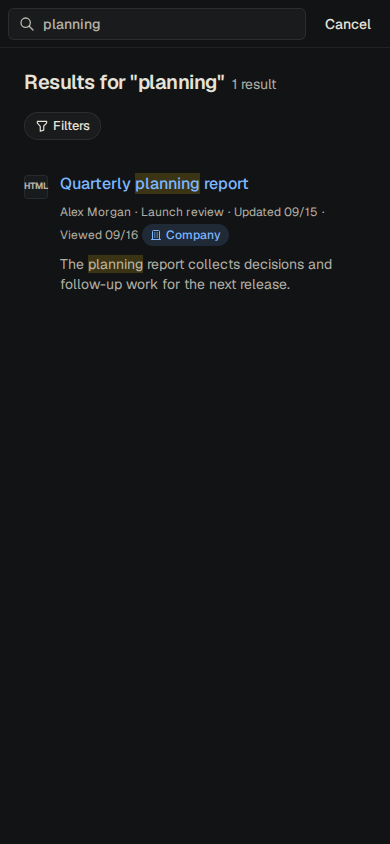 planning
Cancel
Results for "planning" 1 result
Filters
HTML
Quarterly planning report
Alex Morgan · Launch review · Updated 09/15 ·
Viewed 09/16 Company
The planning report collects decisions and
follow-up work for the next release.